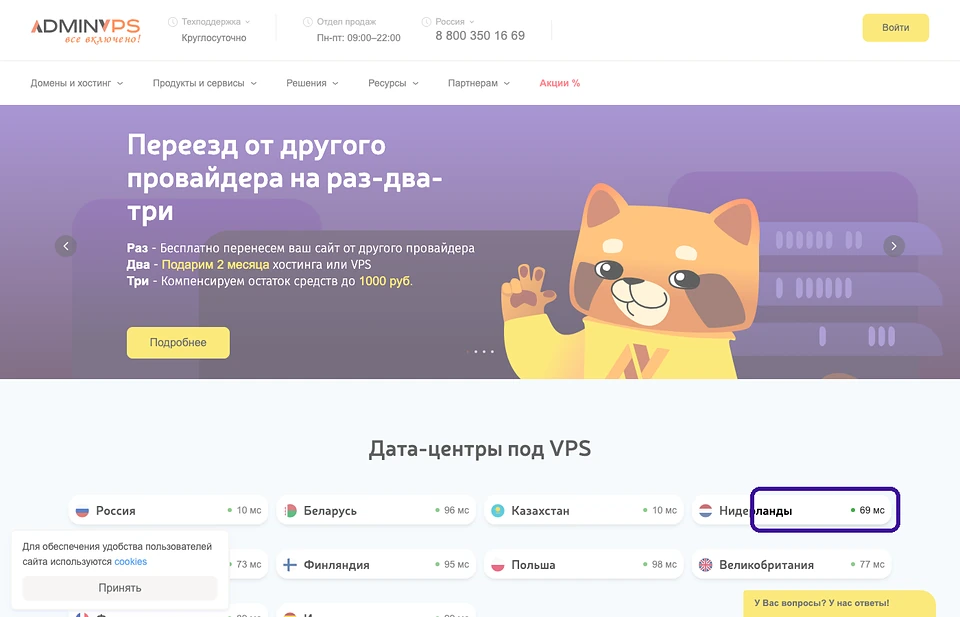 ADMINVPS
все включено!
Техподдержка
Круглосуточно
Отдел продаж
Пн-пт: 09:00–22:00
Россия
8 800 350 16 69
Войти
Домены и хостинг
Продукты и сервисы
Решения
Ресурсы
Партнерам
Акции %
Переезд от другого
провайдера на раз-два-
три
Раз - Бесплатно перенесем ваш сайт от другого провайдера
Два - Подарим 2 месяца хостинга или VPS
Три - Компенсируем остаток средств до 1000 руб.
Подробнее
Дата-центры под VPS
Россия 10 мс
Беларусь 96 мс
Казахстан 10 мс
Нидерланды 69 мс
73 мс
Финляндия 95 мс
Польша 98 мс
Великобритания 77 мс
Для обеспечения удобства пользователей
сайта используются cookies
Принять
У Вас вопросы? У нас ответы!